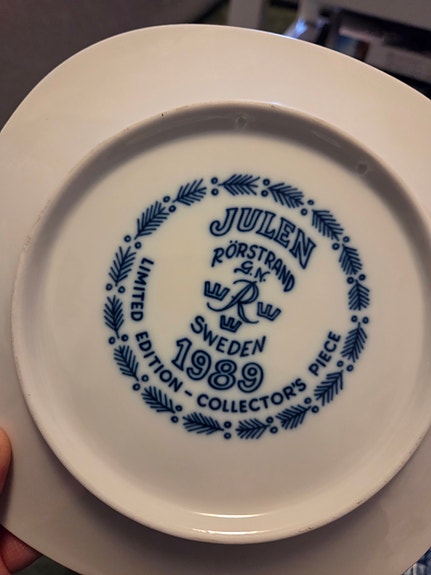 JULEN
RÖRSTRAND
G.N.
R
SWEDEN
1989
LIMITED EDITION - COLLECTOR'S PIECE